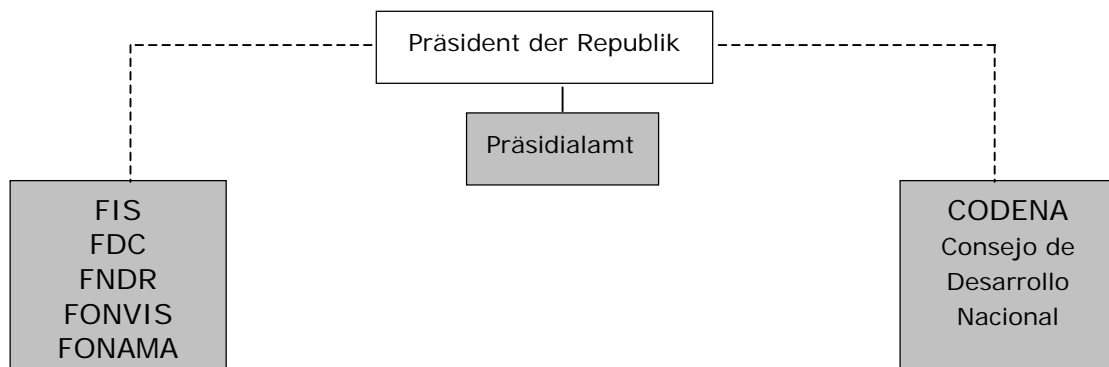 Präsident der Republik
Präsidialamt
FIS
FDC
FNDR
FONVIS
FONAMA
CODENA
Consejo de
Desarrollo
Nacional